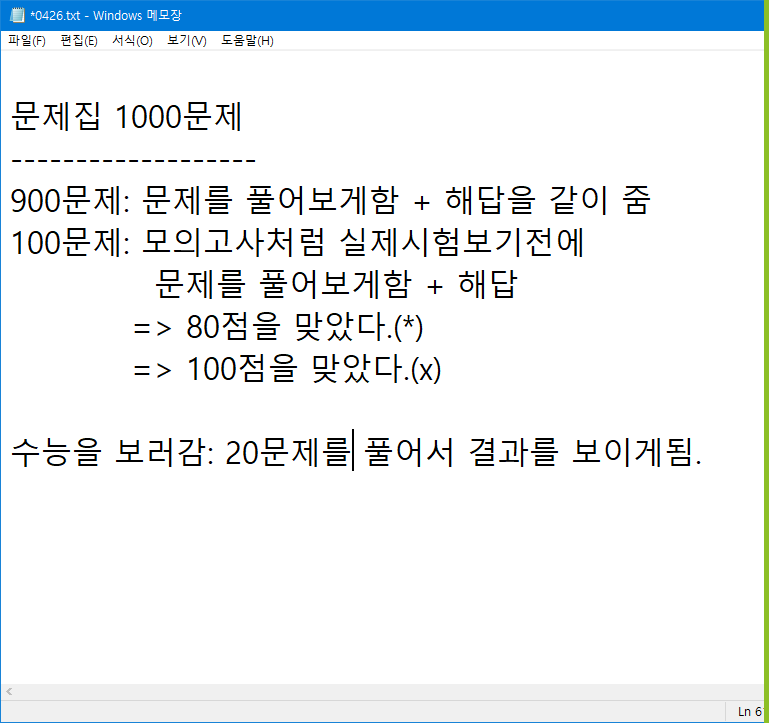 *0426.txt - Windows 메모장
파일(F) 편집(E) 서식(O) 보기(V) 도움말(H)
문제집 1000문제
-------------------
900문제: 문제를 풀어보게함 + 해답을 같이 줌
100문제: 모의고사처럼 실제시험보기전에
문제를 풀어보게함 + 해답
=> 80점을 맞았다.(*)
=> 100점을 맞았다.(x)
수능을 보러감: 20문제를 풀어서 결과를 보이게됨.
Ln 6